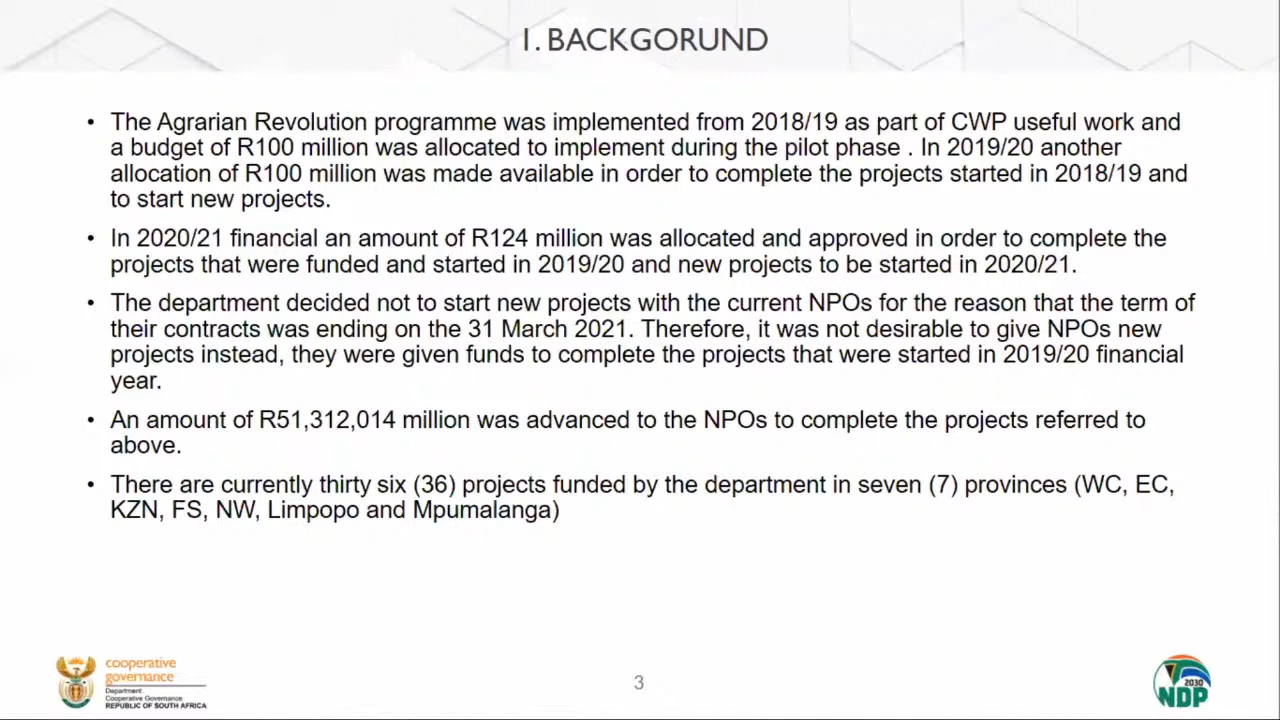 1. BACKGORUND
• The Agrarian Revolution programme was implemented from 2018/19 as part of CWP useful work and
a budget of R100 million was allocated to implement during the pilot phase . In 2019/20 another
allocation of R100 million was made available in order to complete the projects started in 2018/19 and
to start new projects.
• In 2020/21 financial an amount of R124 million was allocated and approved in order to complete the
projects that were funded and started in 2019/20 and new projects to be started in 2020/21.
• The department decided not to start new projects with the current NPOs for the reason that the term of
their contracts was ending on the 31 March 2021. Therefore, it was not desirable to give NPOs new
projects instead, they were given funds to complete the projects that were started in 2019/20 financial
year.
• An amount of R51,312,014 million was advanced to the NPOs to complete the projects referred to
above.
• There are currently thirty six (36) projects funded by the department in seven (7) provinces (WC, EC,
KZN, FS, NW, Limpopo and Mpumalanga)
cooperative
governance
Department:
Cooperative Governance
REPUBLIC OF SOUTH AFRICA
3
2030
NDP